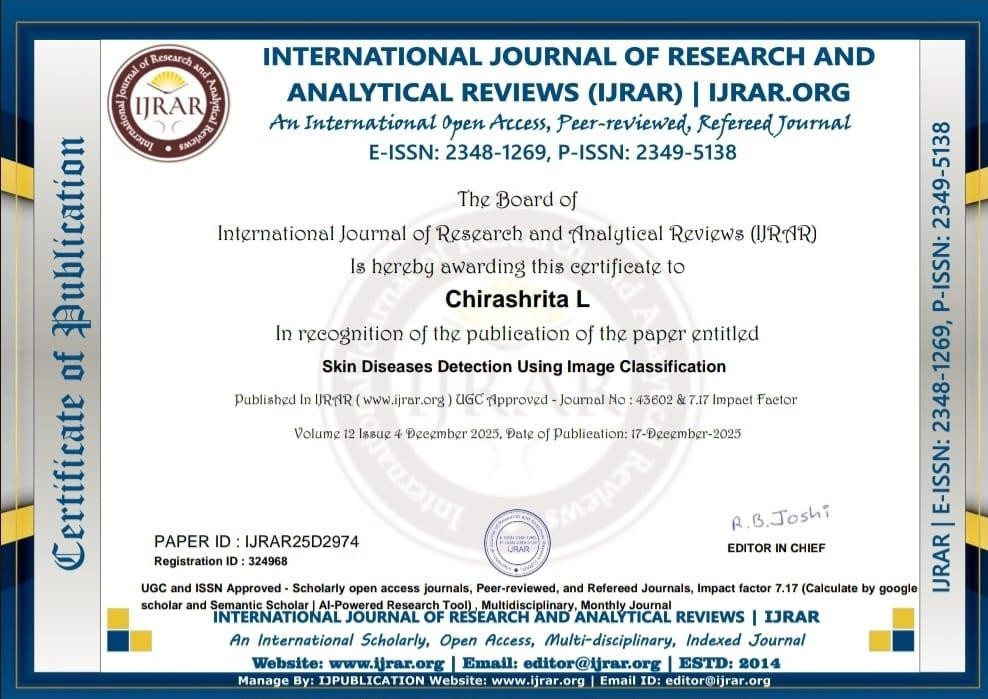 INTERNATIONAL JOURNAL OF RESEARCH AND
ANALYTICAL REVIEWS (IJRAR) | IJRAR.ORG
An International Open Access, Peer-reviewed, Refereed Journal
E-ISSN: 2348-1269, P-ISSN: 2349-5138
International Journal of Research and Analytical Reviews
IJRAR
Certificate of Publication
The Board of
International Journal of Research and Analytical Reviews (IJRAR)
Is hereby awarding this certificate to
Chirashrita L
In recognition of the publication of the paper entitled
Skin Diseases Detection Using Image Classification
Published In IJRAR ( www.ijrar.org ) UGC Approved - Journal No : 43602 & 7.17 Impact Factor
Volume 12 Issue 4 December 2025, Date of Publication: 17-December-2025
PAPER ID : IJRAR25D2974
Registration ID : 324968
IJRAR
R.B.Joshi
EDITOR IN CHIEF
UGC and ISSN Approved - Scholarly open access journals, Peer-reviewed, and Refereed Journals, Impact factor 7.17 (Calculate by google
scholar and Semantic Scholar | AI-Powered Research Tool) , Multidisciplinary, Monthly Journal
INTERNATIONAL JOURNAL OF RESEARCH AND ANALYTICAL REVIEWS | IJRAR
An International Scholarly, Open Access, Multi-disciplinary, Indexed Journal
Website: www.ijrar.org | Email: editor@ijrar.org | ESTD: 2014
Manage By: IJPUBLICATION Website: www.ijrar.org | Email ID: editor@ijrar.org
IJRAR | E-ISSN: 2348-1269, P-ISSN: 2349-5138